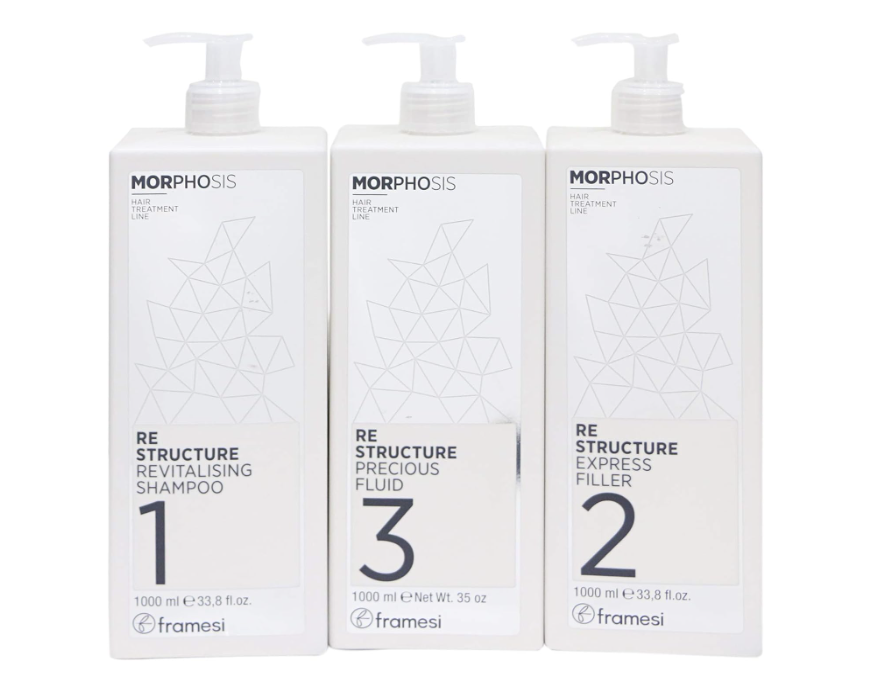 MORPHOSIS
HAIR
TREATMENT
LINE
RE
STRUCTURE
REVITALISING
SHAMPOO
1
1000 ml ℮ 33,8 fl.oz.
framesi
MORPHOSIS
HAIR
TREATMENT
LINE
RE
STRUCTURE
PRECIOUS
FLUID
3
1000 ml ℮ Net Wt. 35 oz
framesi
MORPHOSIS
HAIR
TREATMENT
LINE
RE
STRUCTURE
EXPRESS
FILLER
2
1000 ml ℮ 33,8 fl.oz.
framesi